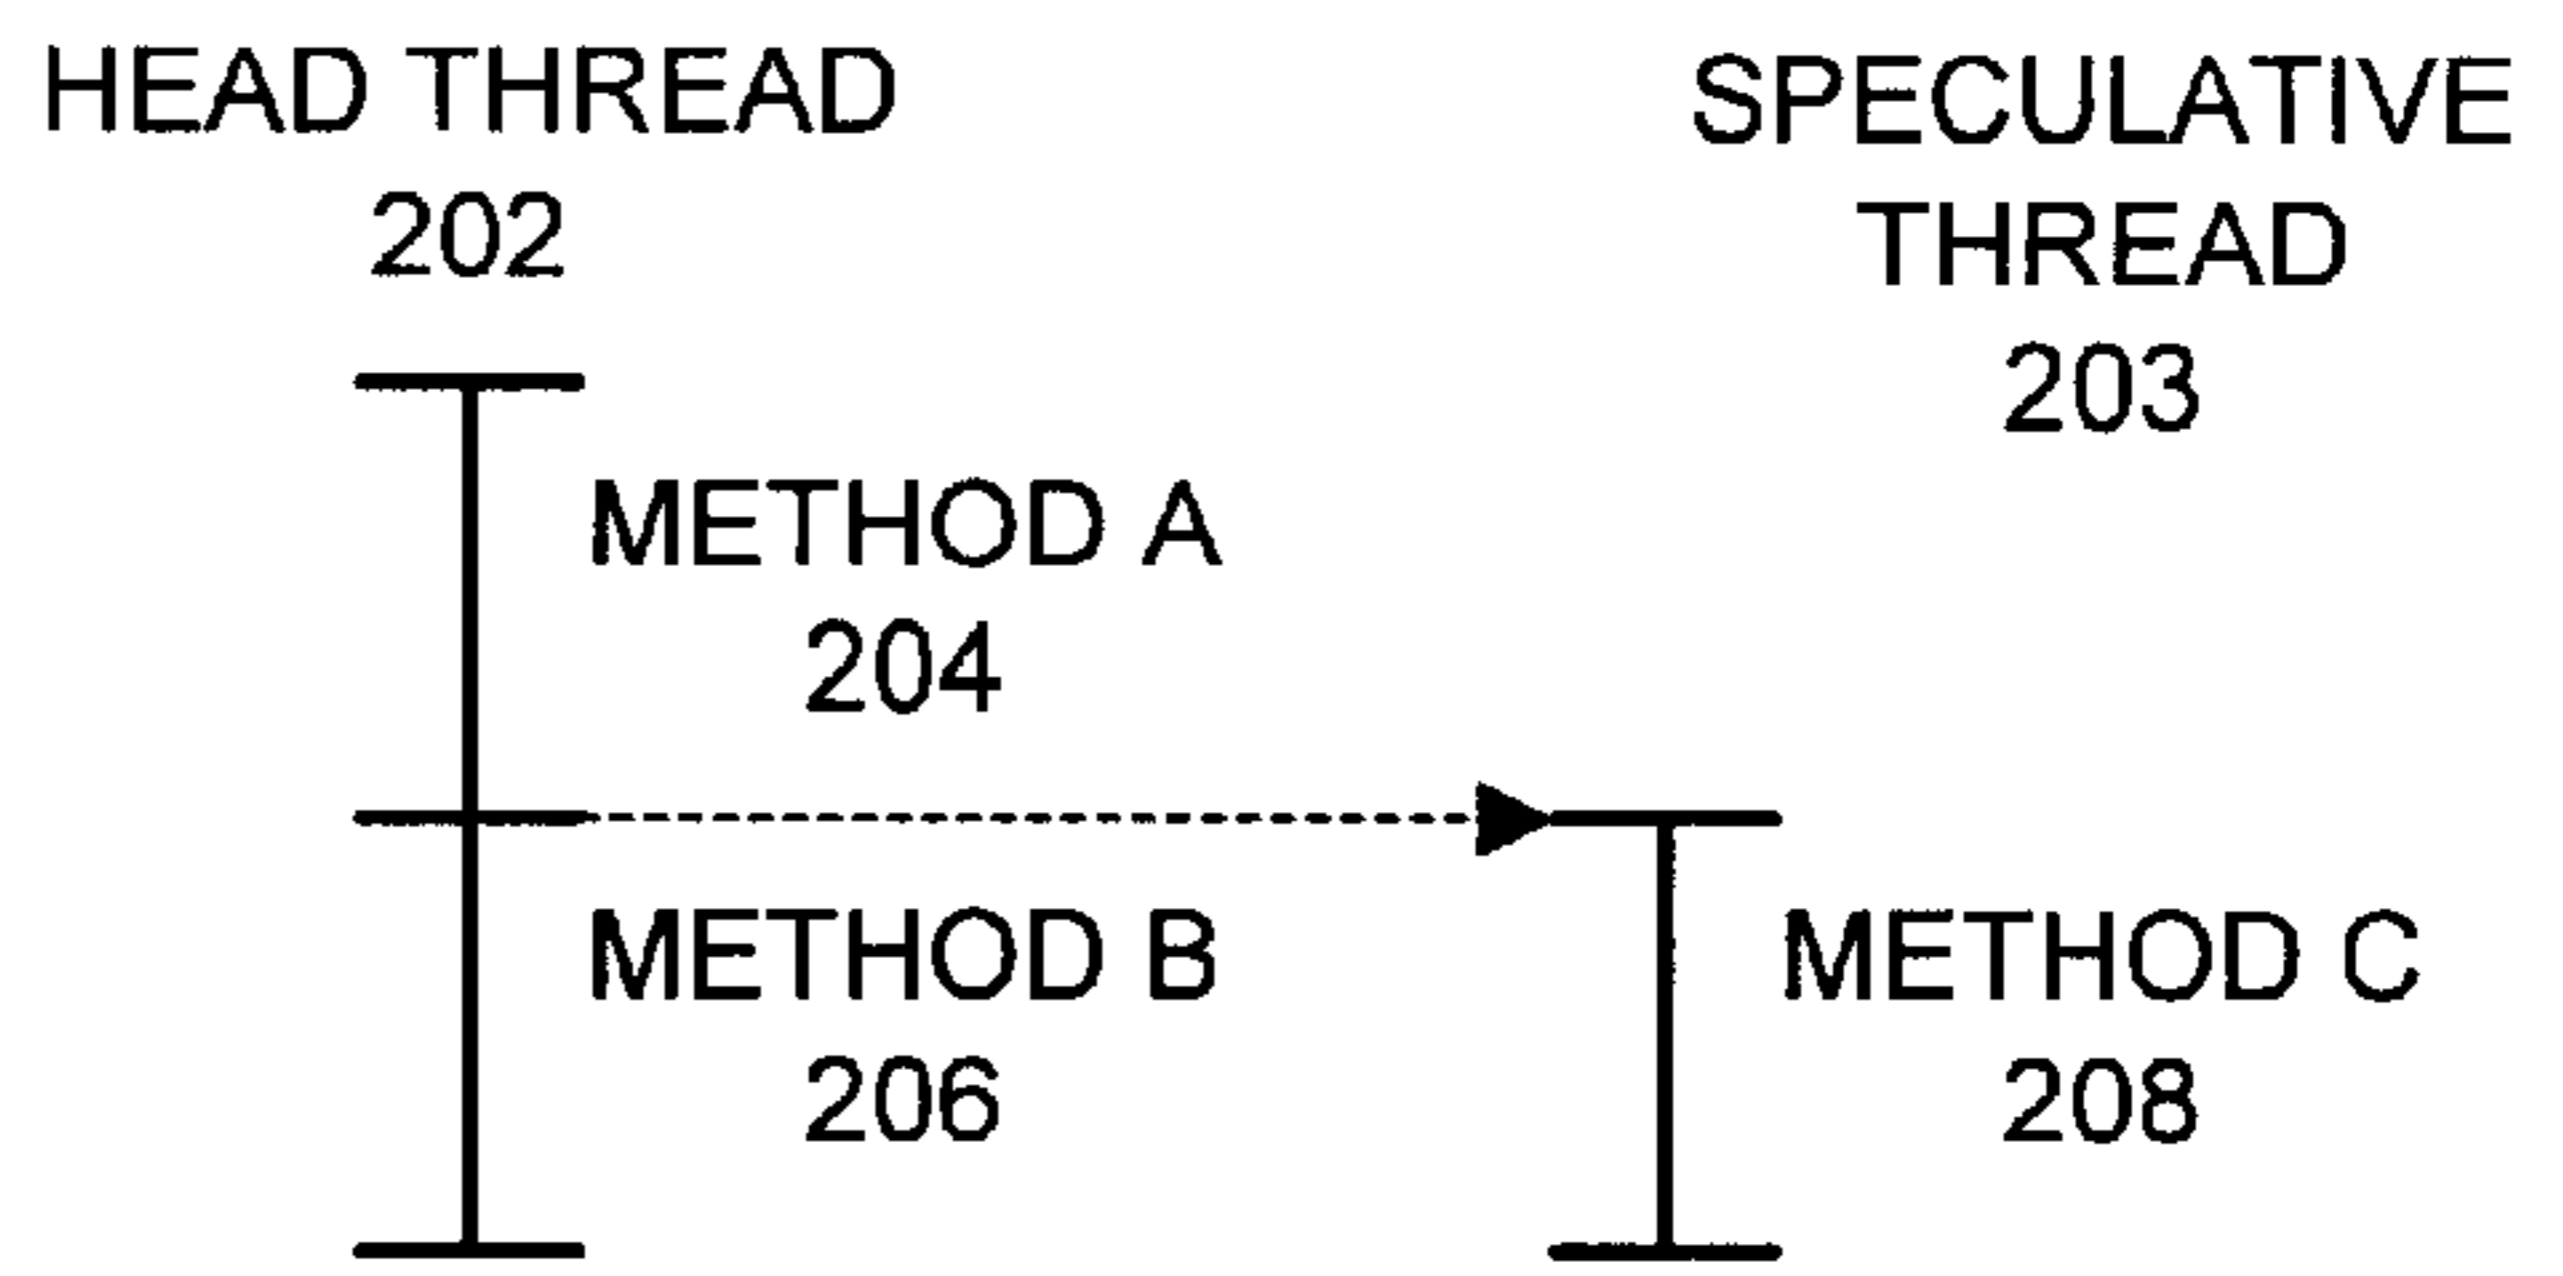 HEAD THREAD
202
SPECULATIVE
THREAD
203
METHOD A
204
METHOD B
206
METHOD C
208